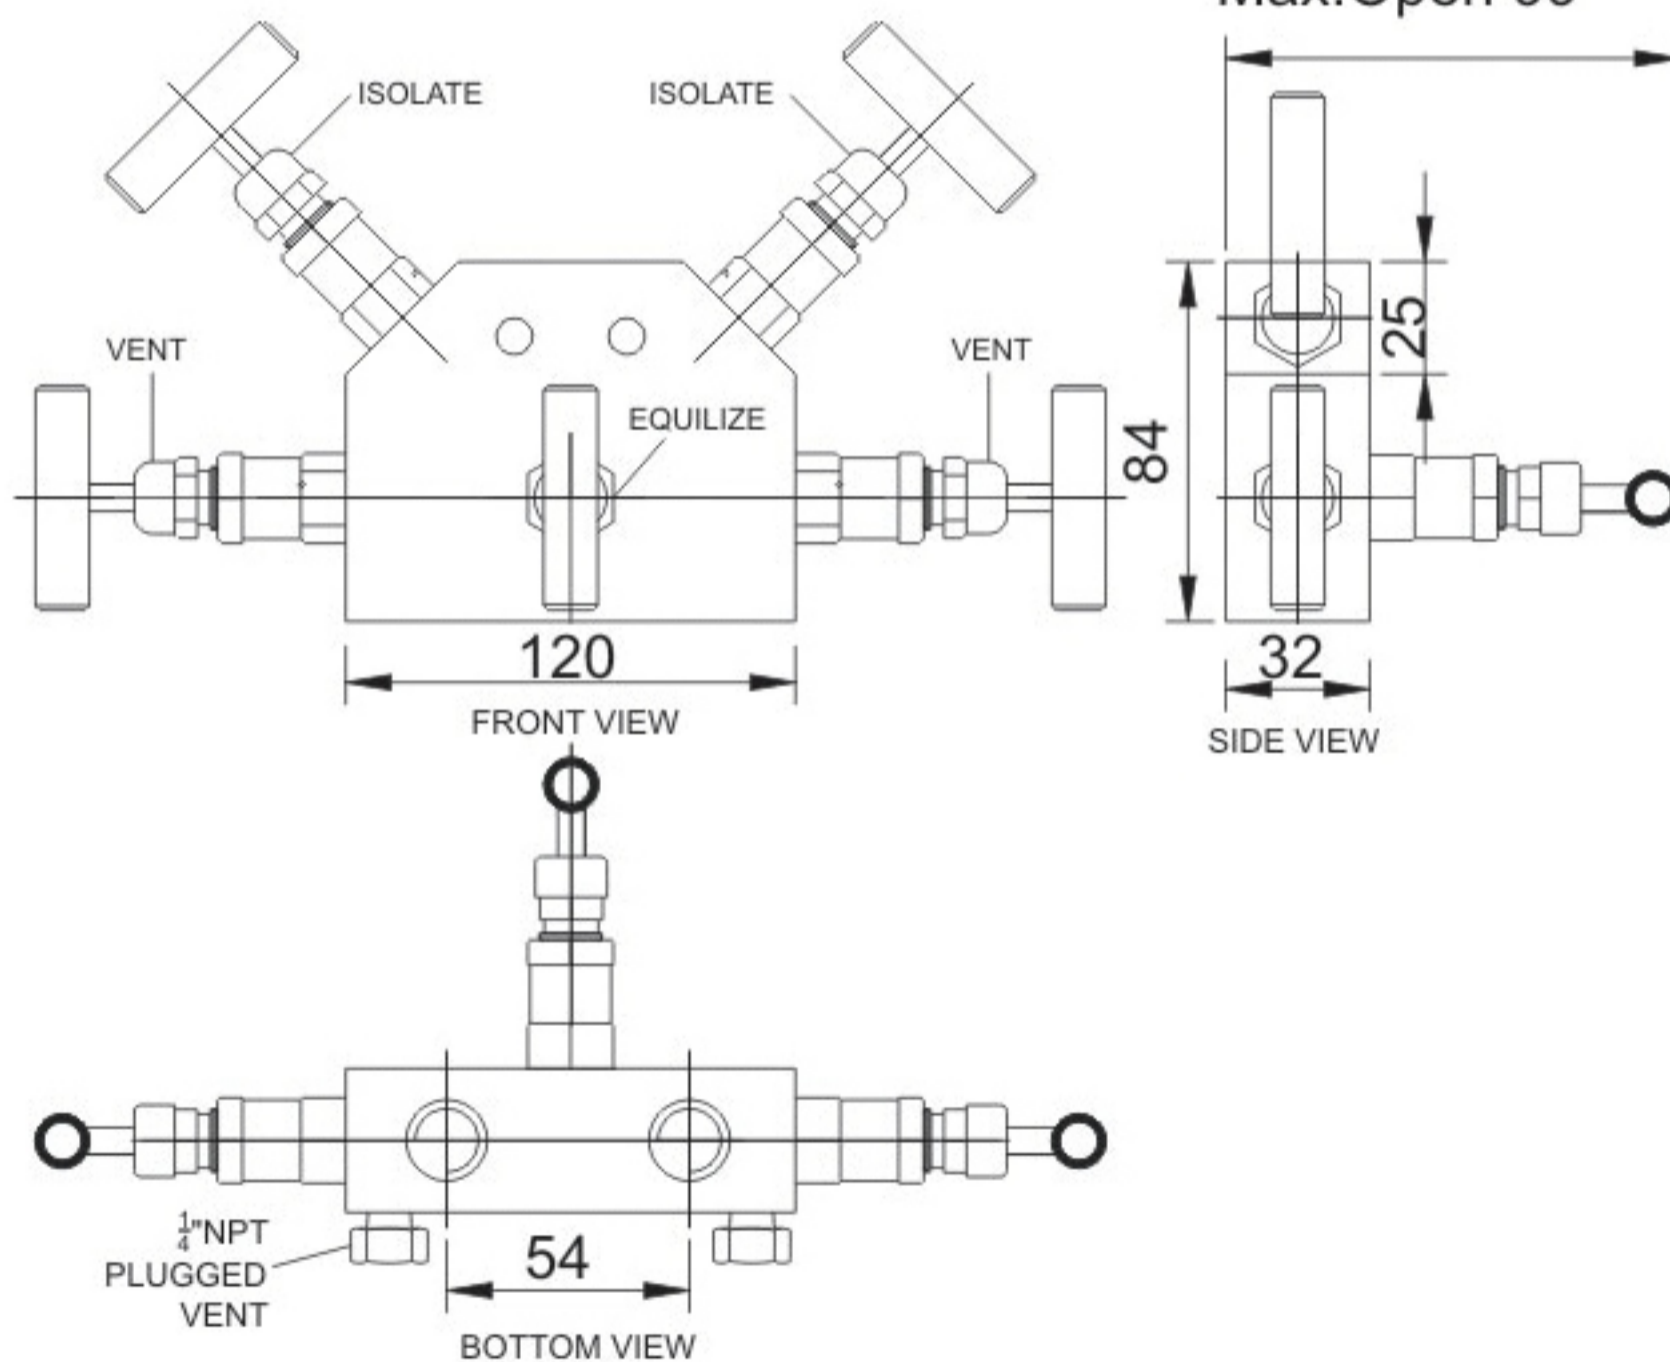 ISOLATE
ISOLATE
VENT
VENT
EQUILIZE
25
84
120
32
FRONT VIEW
SIDE VIEW
¼"NPT
PLUGGED
VENT
54
BOTTOM VIEW